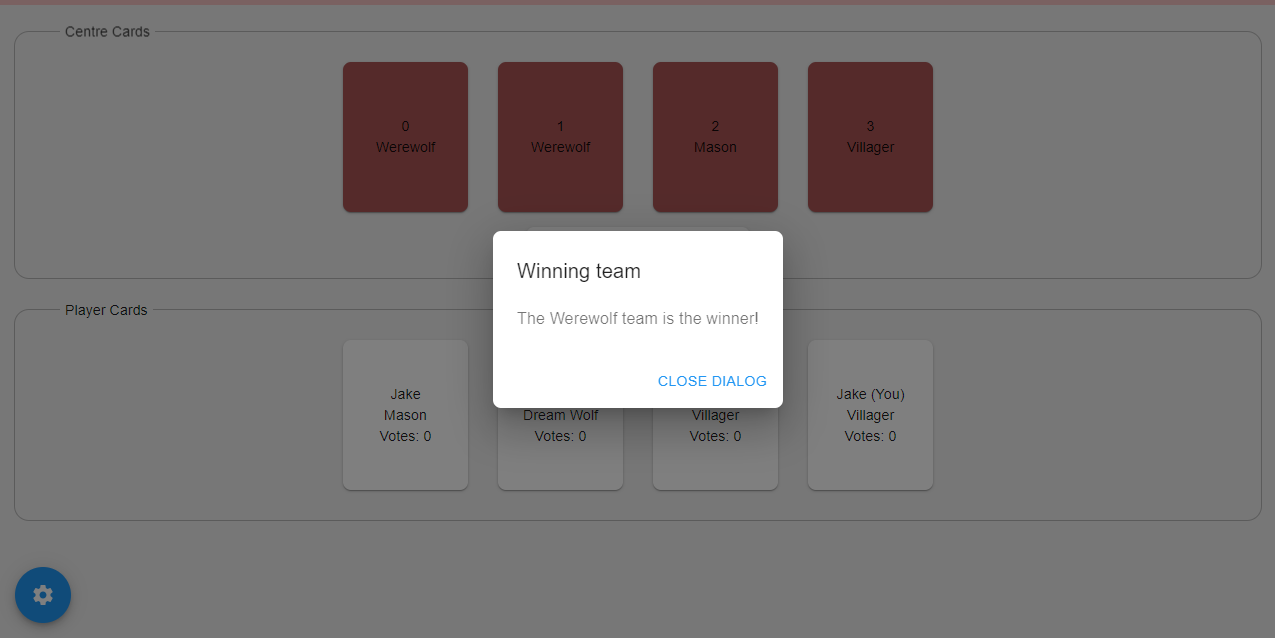 Centre Cards
0
Werewolf
1
Werewolf
2
Mason
3
Villager
Winning team
The Werewolf team is the winner!
CLOSE DIALOG
Player Cards
Jake
Mason
Votes: 0
Dream Wolf
Votes: 0
Villager
Votes: 0
Jake (You)
Villager
Votes: 0